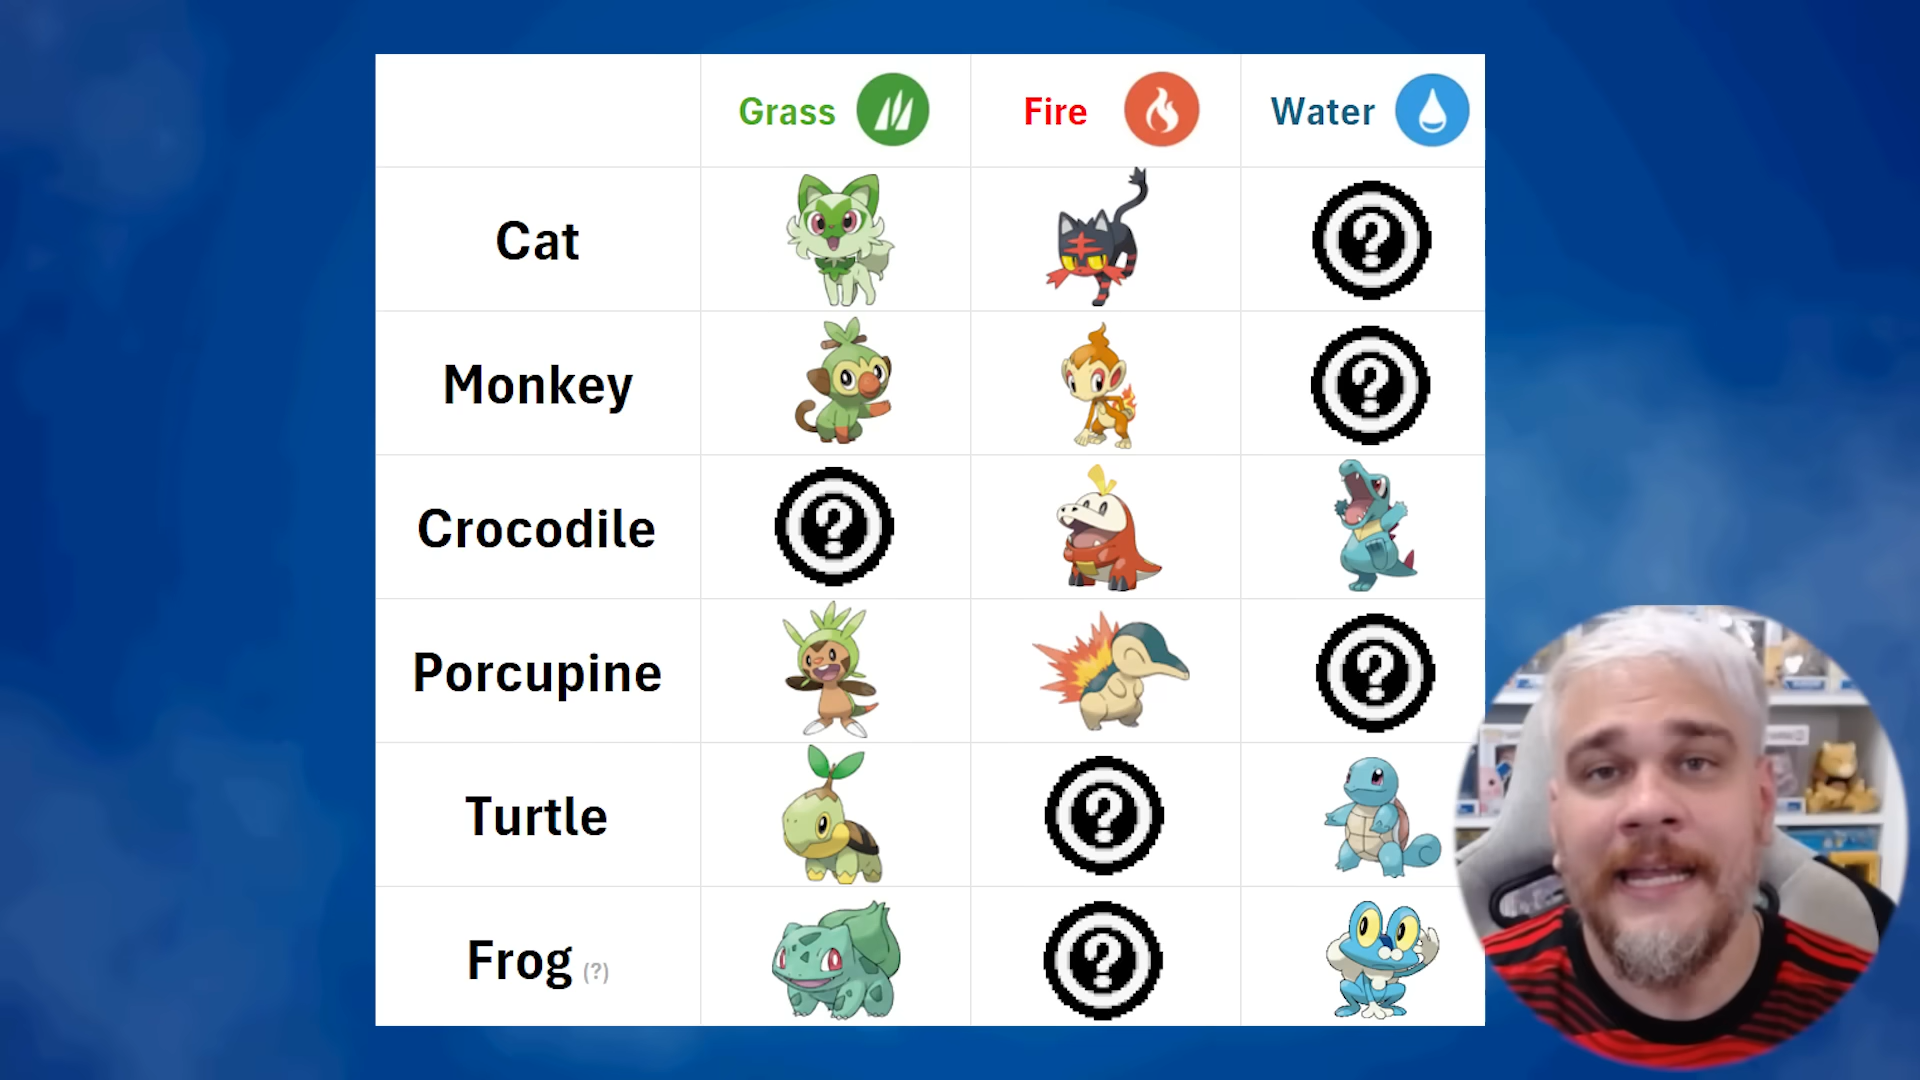 Grass Fire Water
Cat ?
Monkey ?
Crocodile ?
Porcupine ?
Turtle ?
Frog (?) ?